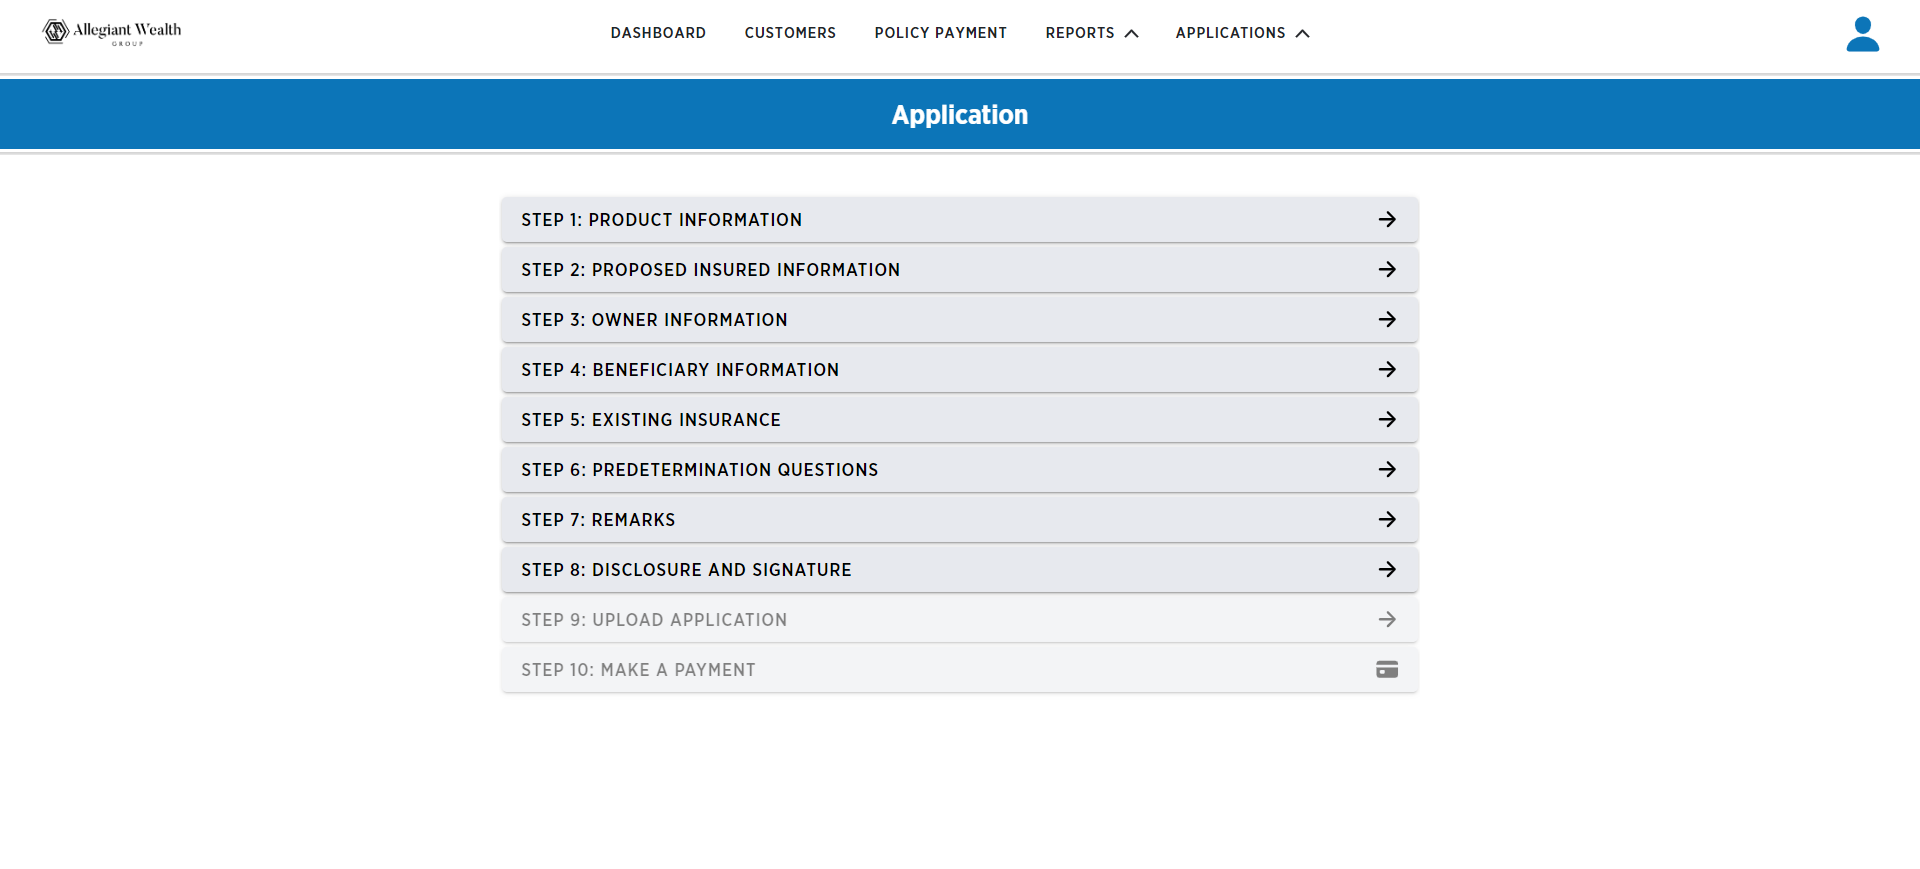 Allegiant Wealth
GROUP
DASHBOARD
CUSTOMERS
POLICY PAYMENT
REPORTS
APPLICATIONS
Application
STEP 1: PRODUCT INFORMATION
STEP 2: PROPOSED INSURED INFORMATION
STEP 3: OWNER INFORMATION
STEP 4: BENEFICIARY INFORMATION
STEP 5: EXISTING INSURANCE
STEP 6: PREDETERMINATION QUESTIONS
STEP 7: REMARKS
STEP 8: DISCLOSURE AND SIGNATURE
STEP 9: UPLOAD APPLICATION
STEP 10: MAKE A PAYMENT